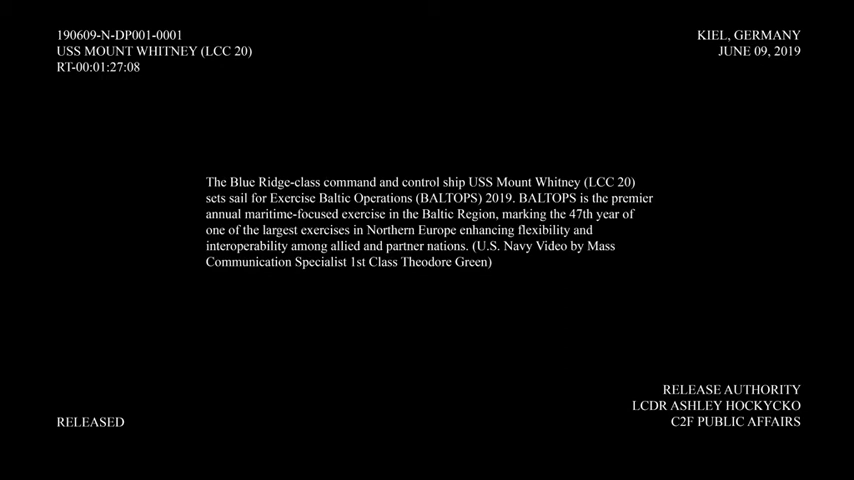 190609-N-DP001-0001
USS MOUNT WHITNEY (LCC 20)
RT-00:01:27:08
KIEL, GERMANY
JUNE 09, 2019
The Blue Ridge-class command and control ship USS Mount Whitney (LCC 20)
sets sail for Exercise Baltic Operations (BALTOPS) 2019. BALTOPS is the premier
annual maritime-focused exercise in the Baltic Region, marking the 47th year of
one of the largest exercises in Northern Europe enhancing flexibility and
interoperability among allied and partner nations. (U.S. Navy Video by Mass
Communication Specialist 1st Class Theodore Green)
RELEASED
RELEASE AUTHORITY
LCDR ASHLEY HOCKYCKO
C2F PUBLIC AFFAIRS